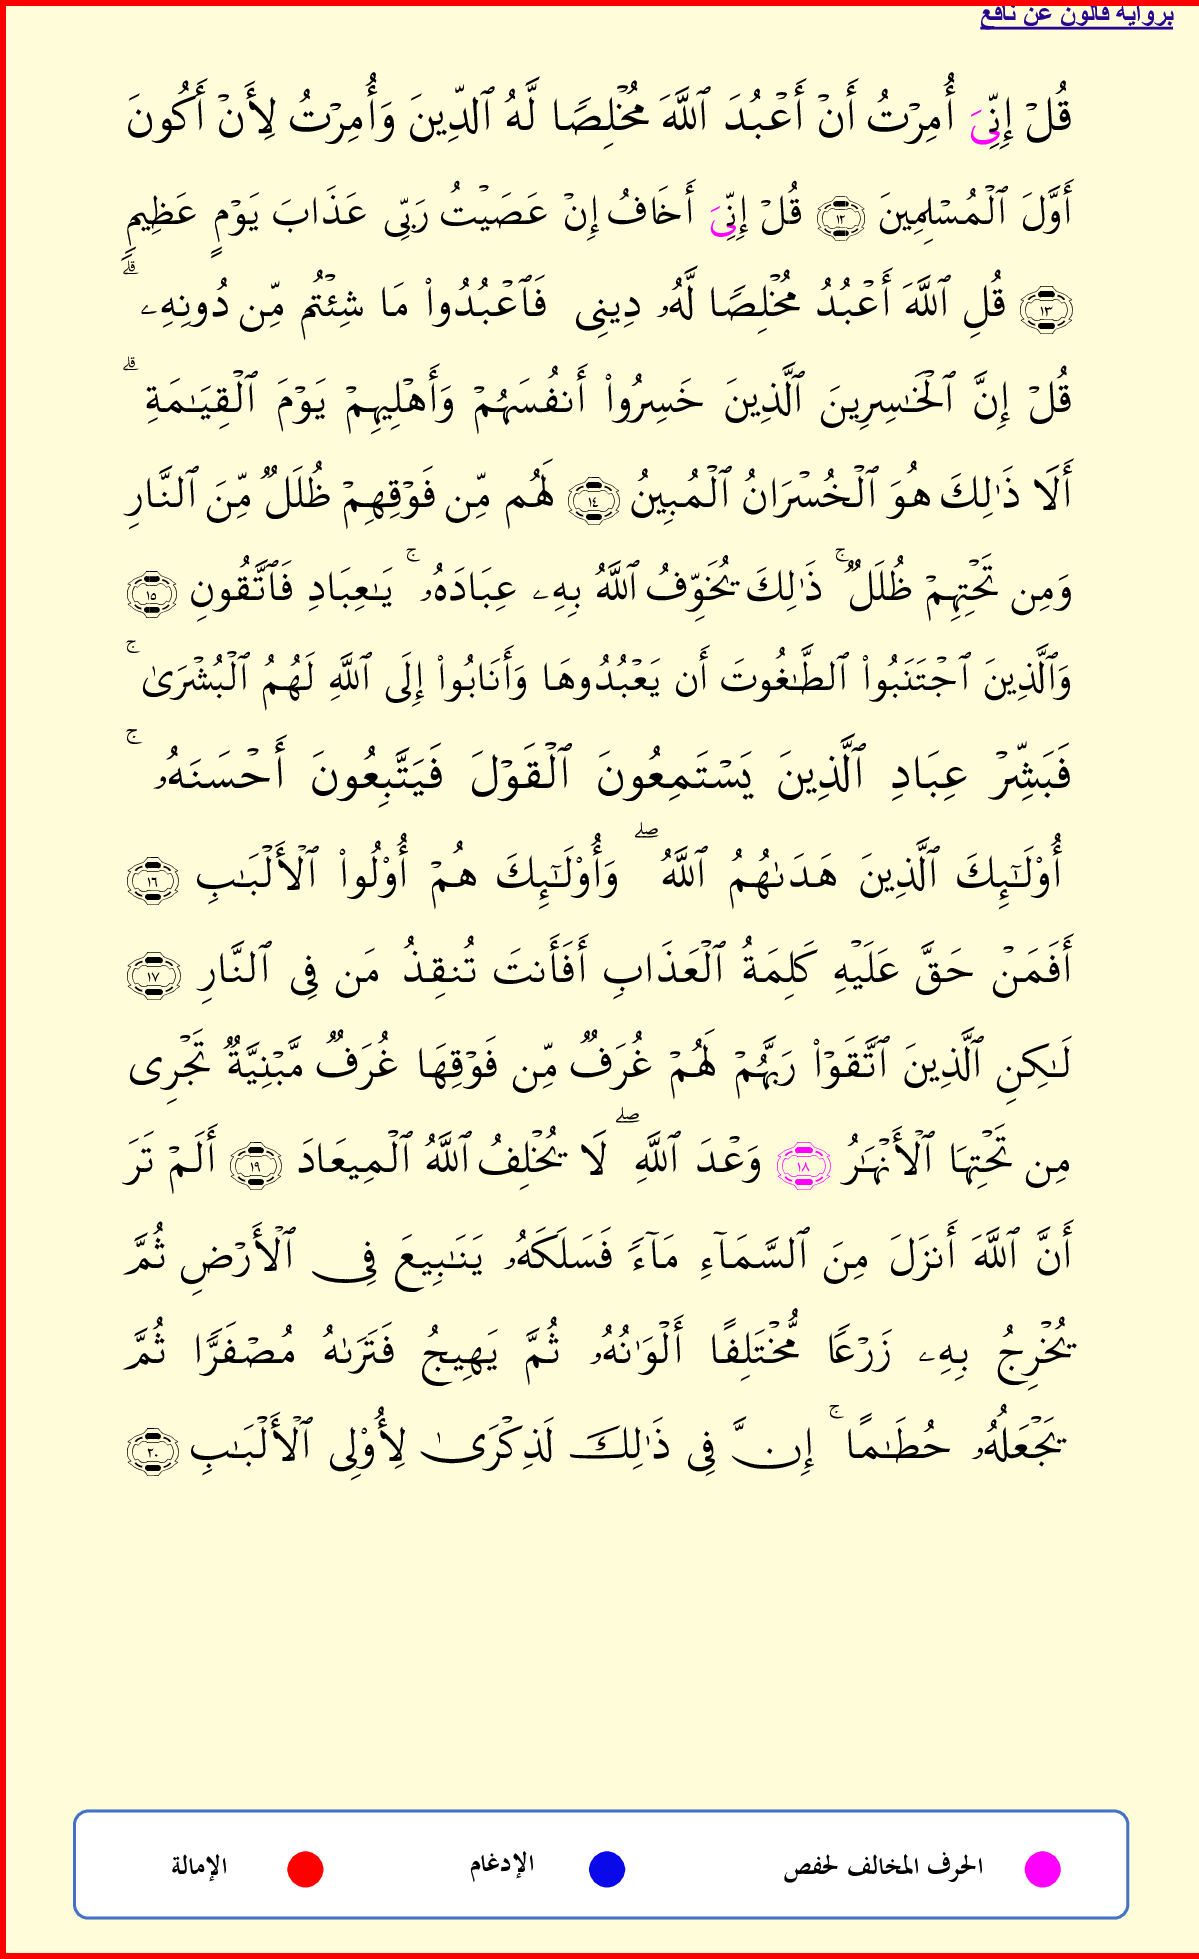 برواية قالون عن نافع
قُلۡ إِنِّيَ أُمِرۡتُ أَنۡ أَعۡبُدَ ٱللَّهَ مُخۡلِصٗا لَّهُ ٱلدِّينَ وَأُمِرۡتُ لِأَنۡ أَكُونَ
أَوَّلَ ٱلۡمُسۡلِمِينَ ١٢ قُلۡ إِنِّيَ أَخَافُ إِنۡ عَصَيۡتُ رَبِّي عَذَابَ يَوۡمٍ عَظِيمٖۖ
١٣ قُلِ ٱللَّهَ أَعۡبُدُ مُخۡلِصٗا لَّهُۥ دِينِي فَٱعۡبُدُواْ مَا شِئۡتُم مِّن دُونِهِۦۗ
قُلۡ إِنَّ ٱلۡخَٰسِرِينَ ٱلَّذِينَ خَسِرُواْ أَنفُسَهُمۡ وَأَهۡلِيهِمۡ يَوۡمَ ٱلۡقِيَٰمَةِۗ
أَلَا ذَٰلِكَ هُوَ ٱلۡخُسۡرَانُ ٱلۡمُبِينُ ١٤ لَهُم مِّن فَوۡقِهِمۡ ظُلَلٞ مِّنَ ٱلنَّارِ
وَمِن تَحۡتِهِمۡ ظُلَلٞۚ ذَٰلِكَ يُخَوِّفُ ٱللَّهُ بِهِۦ عِبَادَهُۥۚ يَٰعِبَادِ فَٱتَّقُونِ ١٥
وَٱلَّذِينَ ٱجۡتَنَبُواْ ٱلطَّٰغُوتَ أَن يَعۡبُدُوهَا وَأَنَابُواْ إِلَى ٱللَّهِ لَهُمُ ٱلۡبُشۡرَىٰۚ
فَبَشِّرۡ عِبَادِ ٱلَّذِينَ يَسۡتَمِعُونَ ٱلۡقَوۡلَ فَيَتَّبِعُونَ أَحۡسَنَهُۥۚ
أُوْلَٰٓئِكَ ٱلَّذِينَ هَدَىٰهُمُ ٱللَّهُۖ وَأُوْلَٰٓئِكَ هُمۡ أُوْلُواْ ٱلۡأَلۡبَٰبِ ١٦
أَفَمَنۡ حَقَّ عَلَيۡهِ كَلِمَةُ ٱلۡعَذَابِ أَفَأَنتَ تُنقِذُ مَن فِي ٱلنَّارِ ١٧
لَٰكِنِ ٱلَّذِينَ ٱتَّقَوۡاْ رَبَّهُمۡ لَهُمۡ غُرَفٞ مِّن فَوۡقِهَا غُرَفٞ مَّبۡنِيَّةٞ تَجۡرِي
مِن تَحۡتِهَا ٱلۡأَنۡهَٰرُ ١٨ وَعۡدَ ٱللَّهِۖ لَا يُخۡلِفُ ٱللَّهُ ٱلۡمِيعَادَ ١٩ أَلَمۡ تَرَ
أَنَّ ٱللَّهَ أَنزَلَ مِنَ ٱلسَّمَآءِ مَآءٗ فَسَلَكَهُۥ يَنَٰبِيعَ فِي ٱلۡأَرۡضِ ثُمَّ
يُخۡرِجُ بِهِۦ زَرۡعٗا مُّخۡتَلِفًا أَلۡوَٰنُهُۥ ثُمَّ يَهِيجُ فَتَرَىٰهُ مُصۡفَرّٗا ثُمَّ
يَجۡعَلُهُۥ حُطَٰمًاۚ إِنَّ فِي ذَٰلِكَ لَذِكۡرَىٰ لِأُوْلِي ٱلۡأَلۡبَٰبِ ٢٠
الحرف المخالف لحفص الإدغام الإمالة